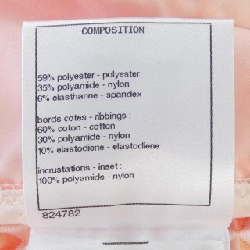 COMPOSITION
59% polyester - polyester
35% polyamide - nylon
6% elasthanne - spandex
bords cotes - ribbings :
60% coton - cotton
30% polyamide - nylon
10% elastodiene - elastodiene
incrustations - inset :
100% polyamide - nylon
824782